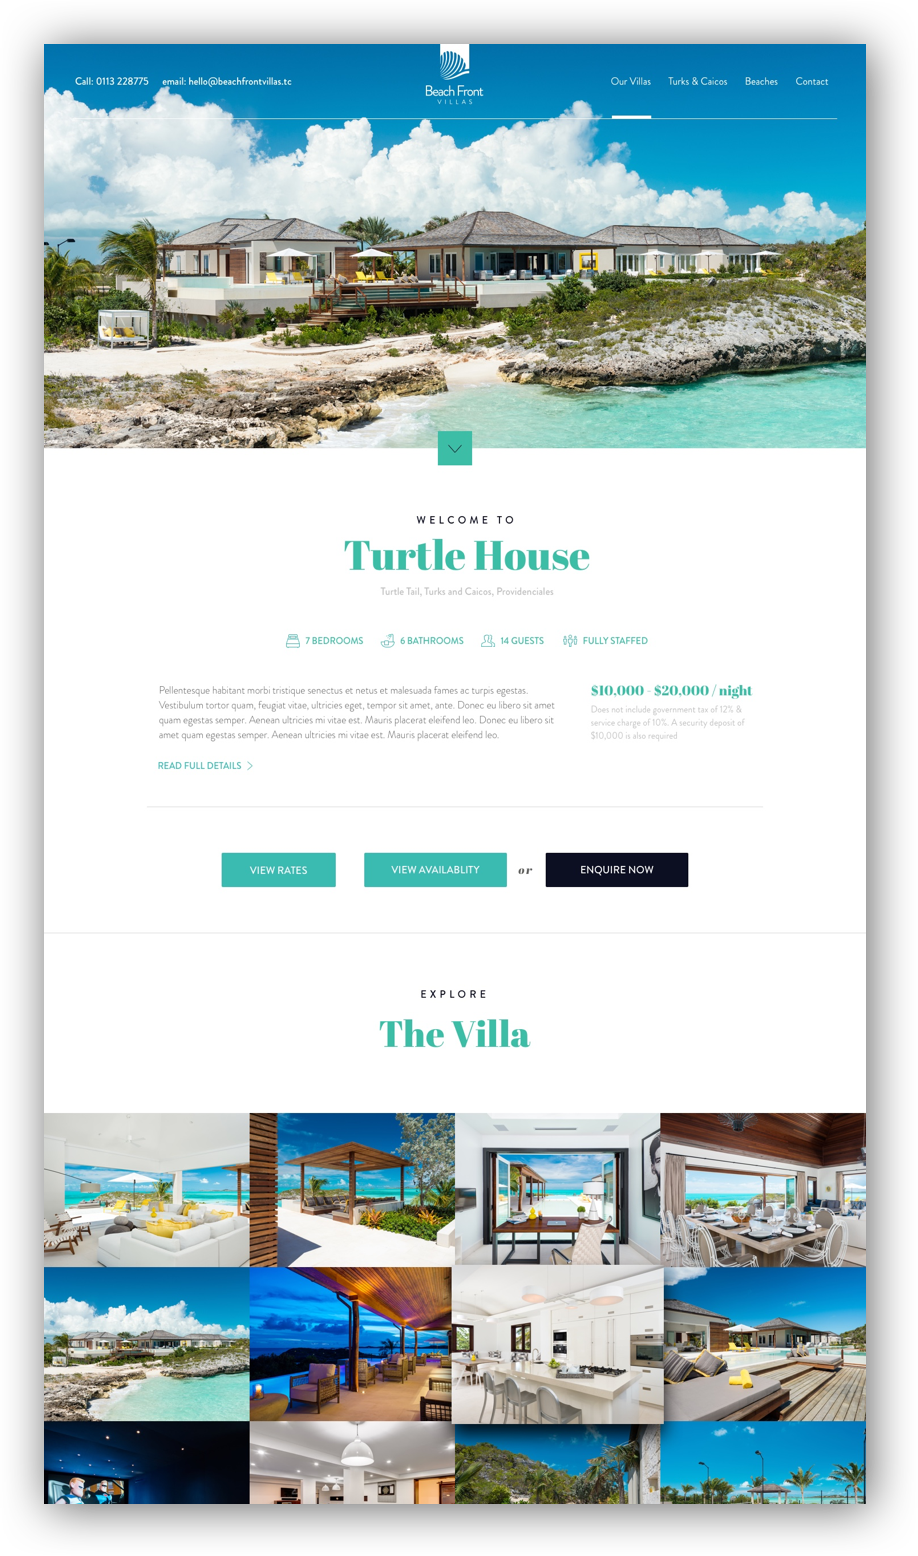 Call: 0113 228775 email: hello@beachfrontvillas.tc
Beach Front
VILLAS
Our Villas Turks & Caicos Beaches Contact
WELCOME TO
Turtle House
Turtle Tail, Turks and Caicos, Providenciales
7 BEDROOMS 6 BATHROOMS 14 GUESTS FULLY STAFFED
Pellentesque habitant morbi tristique senectus et netus et malesuada fames ac turpis egestas.
Vestibulum tortor quam, feugiat vitae, ultricies eget, tempor sit amet, ante. Donec eu libero sit amet
quam egestas semper. Aenean ultricies mi vitae est. Mauris placerat eleifend leo. Donec eu libero sit
amet quam egestas semper. Aenean ultricies mi vitae est. Mauris placerat eleifend leo.
READ FULL DETAILS
$10,000 - $20,000 / night
Does not include government tax of 12% &
service charge of 10%. A security deposit of
$10,000 is also required
VIEW RATES
VIEW AVAILABLITY
or
ENQUIRE NOW
EXPLORE
The Villa